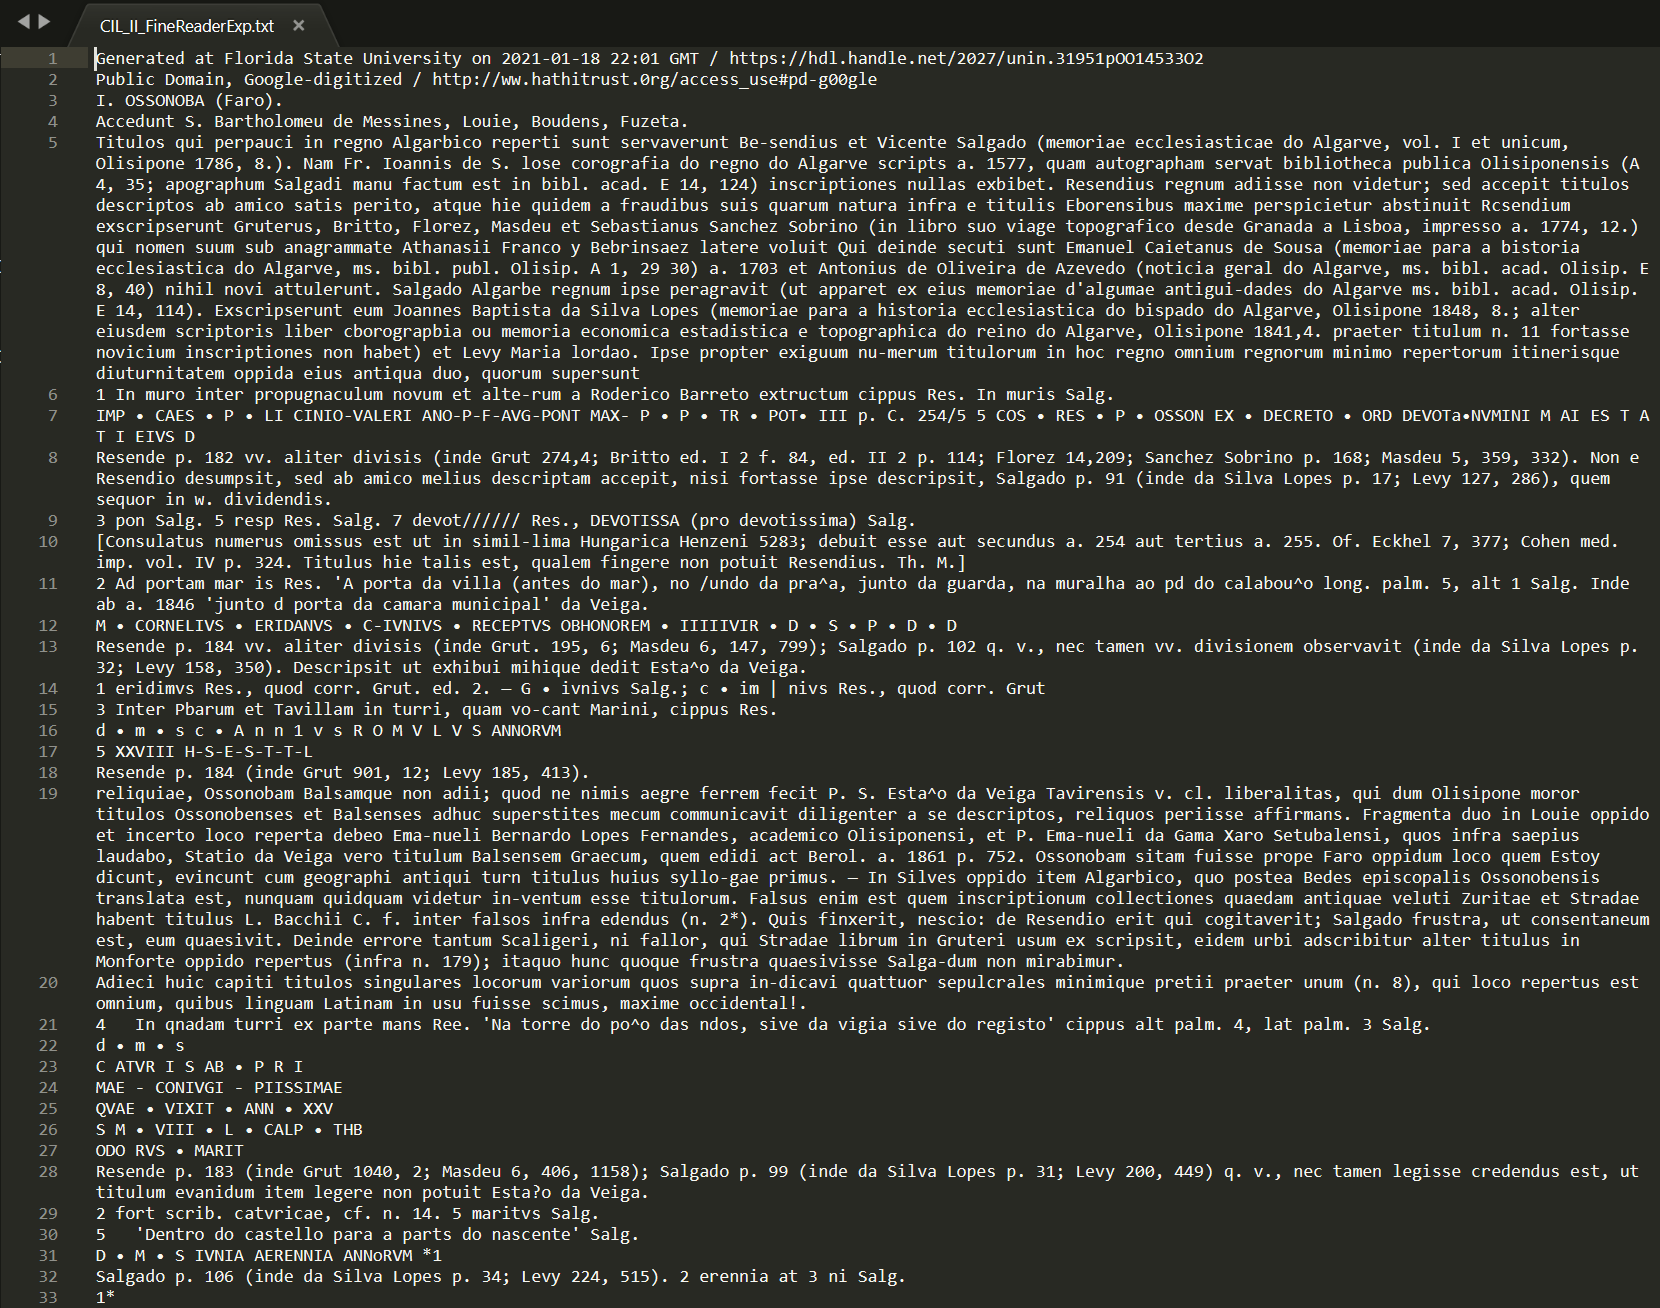 CIL_II_FineReaderExp.txt ×
1 Generated at Florida State University on 2021-01-18 22:01 GMT / https://hdl.handle.net/2027/unin.31951pOO14533O2
2 Public Domain, Google-digitized / http://ww.hathitrust.0rg/access_use#pd-g00gle
3 I. OSSONOBA (Faro).
4 Accedunt S. Bartholomeu de Messines, Louie, Boudens, Fuzeta.
5 Titulos qui perpauci in regno Algarbico reperti sunt servaverunt Be-sendius et Vicente Salgado (memoriae ecclesiasticae do Algarve, vol. I et unicum,
Olisipone 1786, 8.). Nam Fr. Ioannis de S. lose corografia do regno do Algarve scripts a. 1577, quam autographam servat bibliotheca publica Olisiponensis (A
4, 35; apographum Salgadi manu factum est in bibl. acad. E 14, 124) inscriptiones nullas exbibet. Resendius regnum adiisse non videtur; sed accepit titulos
descriptos ab amico satis perito, atque hie quidem a fraudibus suis quarum natura infra e titulis Eborensibus maxime perspicietur abstinuit Rcsendium
exscripserunt Gruterus, Britto, Florez, Masdeu et Sebastianus Sanchez Sobrino (in libro suo viage topografico desde Granada a Lisboa, impresso a. 1774, 12.)
qui nomen suum sub anagrammate Athanasii Franco y Bebrinsaez latere voluit Qui deinde secuti sunt Emanuel Caietanus de Sousa (memoriae para a bistoria
ecclesiastica do Algarve, ms. bibl. publ. Olisip. A 1, 29 30) a. 1703 et Antonius de Oliveira de Azevedo (noticia geral do Algarve, ms. bibl. acad. Olisip. E
8, 40) nihil novi attulerunt. Salgado Algarbe regnum ipse peragravit (ut apparet ex eius memoriae d'algumae antigui-dades do Algarve ms. bibl. acad. Olisip.
E 14, 114). Exscripserunt eum Joannes Baptista da Silva Lopes (memoriae para a historia ecclesiastica do bispado do Algarve, Olisipone 1848, 8.; alter
eiusdem scriptoris liber cborograpbia ou memoria economica estadistica e topographica do reino do Algarve, Olisipone 1841,4. praeter titulum n. 11 fortasse
novicium inscriptiones non habet) et Levy Maria lordao. Ipse propter exiguum nu-merum titulorum in hoc regno omnium regnorum minimo repertorum itinerisque
diuturnitatem oppida eius antiqua duo, quorum supersunt
6 1 In muro inter propugnaculum novum et alte-rum a Roderico Barreto extructum cippus Res. In muris Salg.
7 IMP • CAES • P • LI CINIO-VALERI ANO-P-F-AVG-PONT MAX- P • P • TR • POT• III p. C. 254/5 5 COS • RES • P • OSSON EX • DECRETO • ORD DEVOTa•NVMINI M AI ES T A
T I EIVS D
8 Resende p. 182 vv. aliter divisis (inde Grut 274,4; Britto ed. I 2 f. 84, ed. II 2 p. 114; Florez 14,209; Sanchez Sobrino p. 168; Masdeu 5, 359, 332). Non e
Resendio desumpsit, sed ab amico melius descriptam accepit, nisi fortasse ipse descripsit, Salgado p. 91 (inde da Silva Lopes p. 17; Levy 127, 286), quem
sequor in w. dividendis.
9 3 pon Salg. 5 resp Res. Salg. 7 devot////// Res., DEVOTISSA (pro devotissima) Salg.
10 [Consulatus numerus omissus est ut in simil-lima Hungarica Henzeni 5283; debuit esse aut secundus a. 254 aut tertius a. 255. Of. Eckhel 7, 377; Cohen med.
imp. vol. IV p. 324. Titulus hie talis est, qualem fingere non potuit Resendius. Th. M.]
11 2 Ad portam mar is Res. 'A porta da villa (antes do mar), no /undo da pra^a, junto da guarda, na muralha ao pd do calabou^o long. palm. 5, alt 1 Salg. Inde
ab a. 1846 'junto d porta da camara municipal' da Veiga.
12 M • CORNELIVS • ERIDANVS • C-IVNIVS • RECEPTVS OBHONOREM • IIIIIVIR • D • S • P • D • D
13 Resende p. 184 vv. aliter divisis (inde Grut. 195, 6; Masdeu 6, 147, 799); Salgado p. 102 q. v., nec tamen vv. divisionem observavit (inde da Silva Lopes p.
32; Levy 158, 350). Descripsit ut exhibui mihique dedit Esta^o da Veiga.
14 1 eridimvs Res., quod corr. Grut. ed. 2. — G • ivnivs Salg.; c • im | nivs Res., quod corr. Grut
15 3 Inter Pbarum et Tavillam in turri, quam vo-cant Marini, cippus Res.
16 d • m • s c • A n n 1 v s R O M V L V S ANNORVM
17 5 XXVIII H-S-E-S-T-T-L
18 Resende p. 184 (inde Grut 901, 12; Levy 185, 413).
19 reliquiae, Ossonobam Balsamque non adii; quod ne nimis aegre ferrem fecit P. S. Esta^o da Veiga Tavirensis v. cl. liberalitas, qui dum Olisipone moror
titulos Ossonobenses et Balsenses adhuc superstites mecum communicavit diligenter a se descriptos, reliquos periisse affirmans. Fragmenta duo in Louie oppido
et incerto loco reperta debeo Ema-nueli Bernardo Lopes Fernandes, academico Olisiponensi, et P. Ema-nueli da Gama Xaro Setubalensi, quos infra saepius
laudabo, Statio da Veiga vero titulum Balsensem Graecum, quem edidi act Berol. a. 1861 p. 752. Ossonobam sitam fuisse prope Faro oppidum loco quem Estoy
dicunt, evincunt cum geographi antiqui turn titulus huius syllo-gae primus. — In Silves oppido item Algarbico, quo postea Bedes episcopalis Ossonobensis
translata est, nunquam quidquam videtur in-ventum esse titulorum. Falsus enim est quem inscriptionum collectiones quaedam antiquae veluti Zuritae et Stradae
habent titulus L. Bacchii C. f. inter falsos infra edendus (n. 2*). Quis finxerit, nescio: de Resendio erit qui cogitaverit; Salgado frustra, ut consentaneum
est, eum quaesivit. Deinde errore tantum Scaligeri, ni fallor, qui Stradae librum in Gruteri usum ex scripsit, eidem urbi adscribitur alter titulus in
Monforte oppido repertus (infra n. 179); itaquo hunc quoque frustra quaesivisse Salga-dum non mirabimur.
20 Adieci huic capiti titulos singulares locorum variorum quos supra in-dicavi quattuor sepulcrales minimique pretii praeter unum (n. 8), qui loco repertus est
omnium, quibus linguam Latinam in usu fuisse scimus, maxime occidental!.
21 4 In qnadam turri ex parte mans Ree. 'Na torre do po^o das ndos, sive da vigia sive do registo' cippus alt palm. 4, lat palm. 3 Salg.
22 d • m • s
23 C ATVR I S AB • P R I
24 MAE - CONIVGI - PIISSIMAE
25 QVAE • VIXIT • ANN • XXV
26 S M • VIII • L • CALP • THB
27 ODO RVS • MARIT
28 Resende p. 183 (inde Grut 1040, 2; Masdeu 6, 406, 1158); Salgado p. 99 (inde da Silva Lopes p. 31; Levy 200, 449) q. v., nec tamen legisse credendus est, ut
titulum evanidum item legere non potuit Esta?o da Veiga.
29 2 fort scrib. catvricae, cf. n. 14. 5 maritvs Salg.
30 5 'Dentro do castello para a parts do nascente' Salg.
31 D • M • S IVNIA AERENNIA ANNoRVM *1
32 Salgado p. 106 (inde da Silva Lopes p. 34; Levy 224, 515). 2 erennia at 3 ni Salg.
33 1*